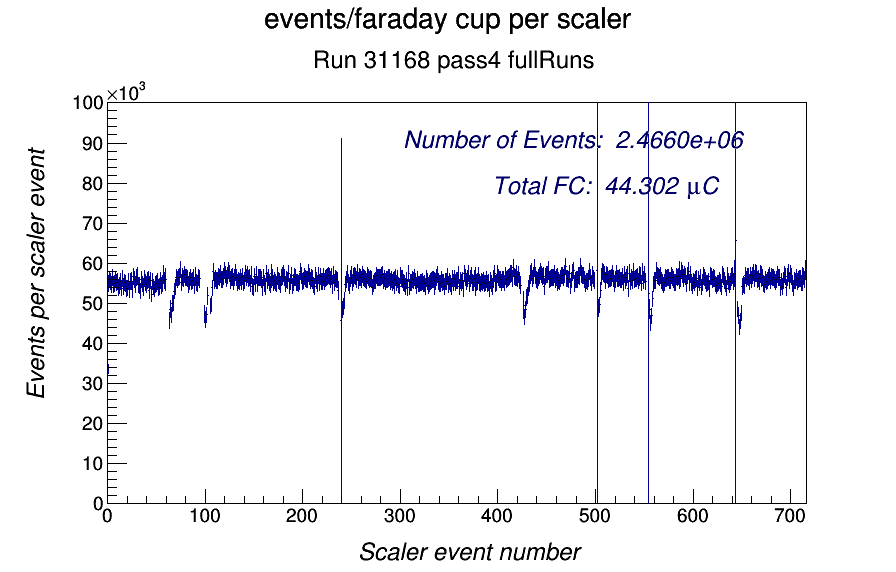 events/faraday cup per scaler
Run 31168 pass4 fullRuns
×10³
100
90
80
70
60
50
40
30
20
10
0
Events per scaler event
Number of Events: 2.4660e+06
Total FC: 44.302 μC
0 100 200 300 400 500 600 700
Scaler event number